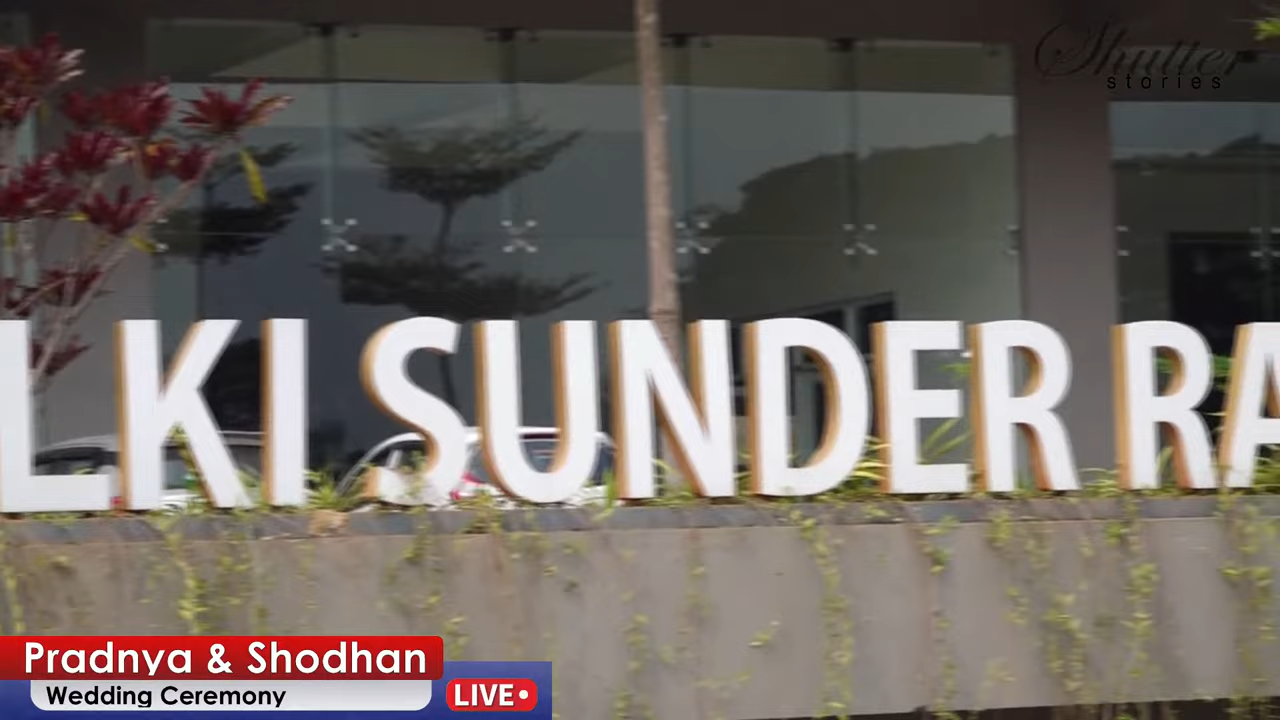 Shutter
stories
LKI SUNDER RA
Pradnya & Shodhan
Wedding Ceremony
LIVE